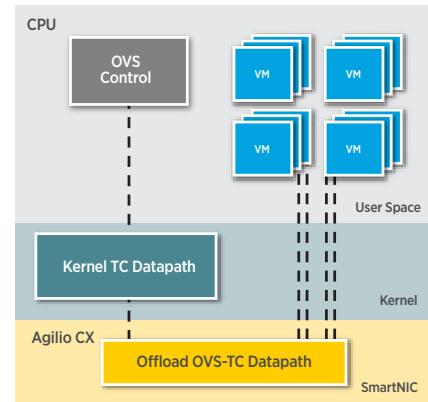 CPU
OVS
Control
VM
VM
VM
VM
User Space
Kernel TC Datapath
Kernel
Agilio CX
Offload OVS-TC Datapath
SmartNIC